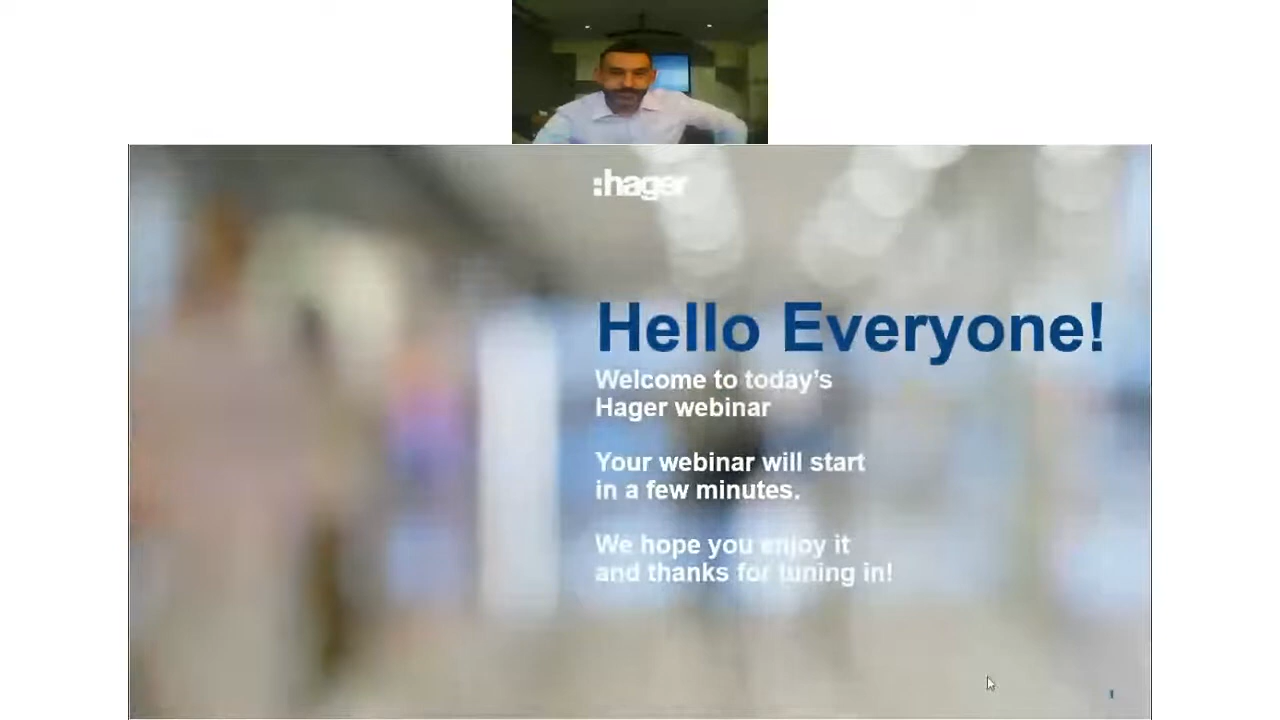 :hager
Hello Everyone!
Welcome to today's
Hager webinar
Your webinar will start
in a few minutes.
We hope you enjoy it
and thanks for tuning in!